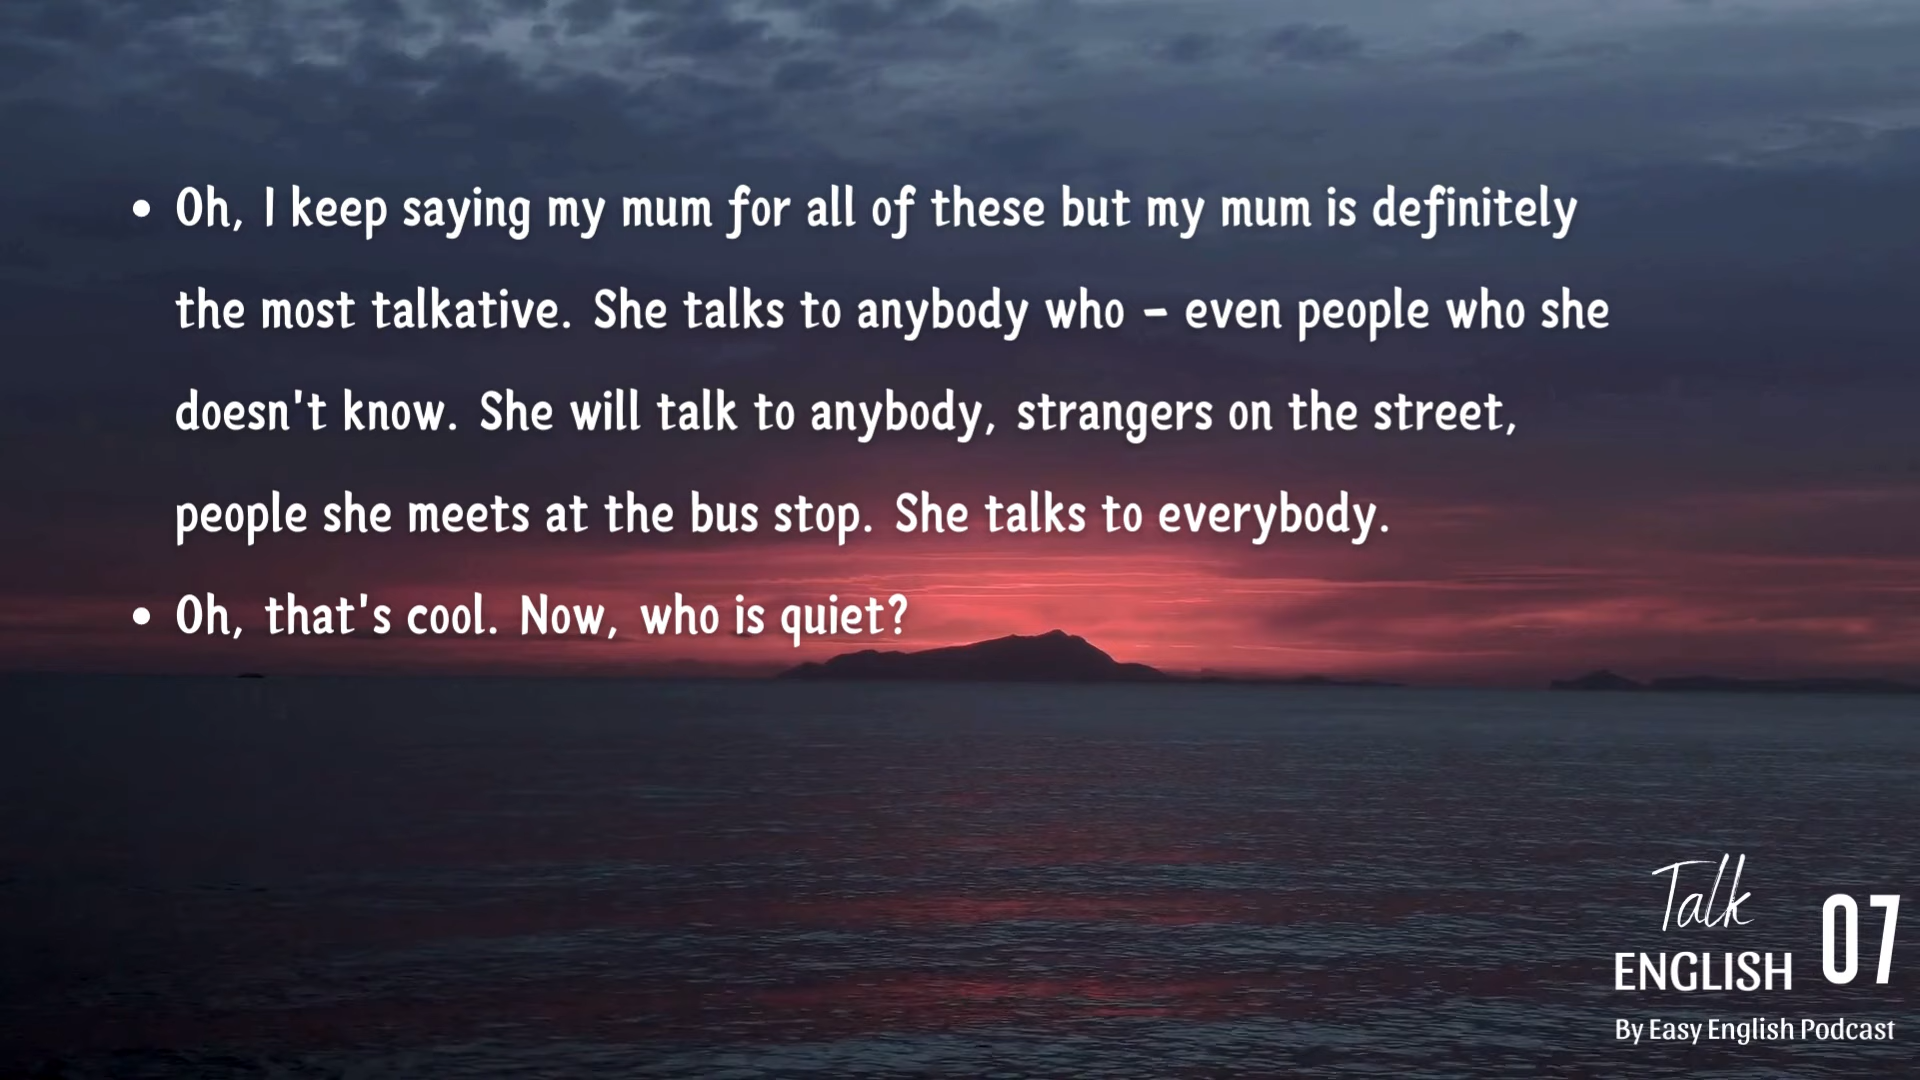 • Oh, I keep saying my mum for all of these but my mum is definitely
the most talkative. She talks to anybody who – even people who she
doesn't know. She will talk to anybody, strangers on the street,
people she meets at the bus stop. She talks to everybody.
• Oh, that's cool. Now, who is quiet?
Talk
ENGLISH 07
By Easy English Podcast